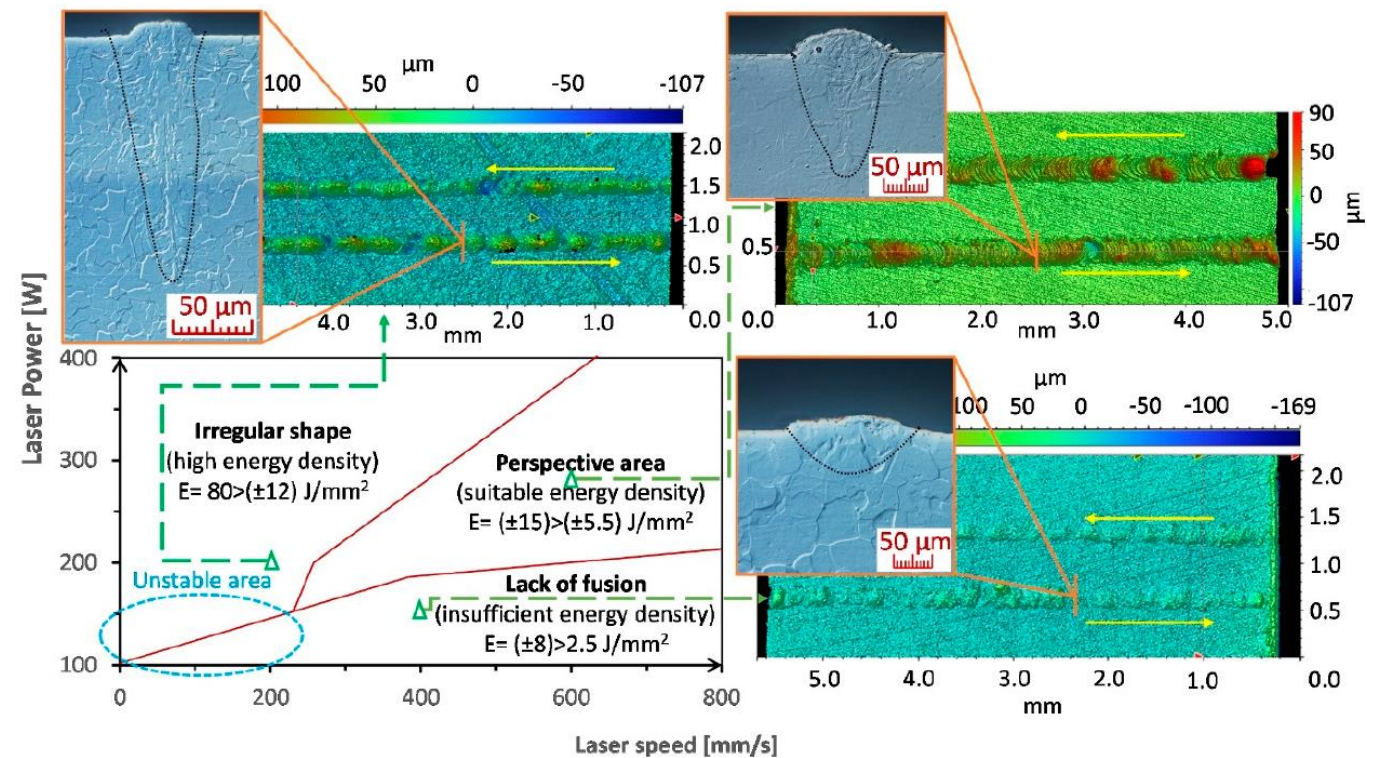 μm
100 50 0 -50 -107
2.0
1.5
1.0
0.5
0.0
4.0 3.0 2.0 1.0
mm
50 μm
50 μm
90
50
0
-50
-107
μm
0.5
0.0 1.0 2.0 3.0 4.0 5.0
mm
Laser Power [W]
400
300
200
100
0 200 400 600 800
Laser speed [mm/s]
Irregular shape
(high energy density)
E= 80>(±12) J/mm²
Perspective area
(suitable energy density)
E= (±15)>(±5.5) J/mm²
Unstable area
Lack of fusion
(insufficient energy density)
E= (±8)>2.5 J/mm²
μm
100 50 0 -50 -100 -169
50 μm
2.0
1.5
1.0
0.5
0.0
5.0 4.0 3.0 2.0 1.0
mm